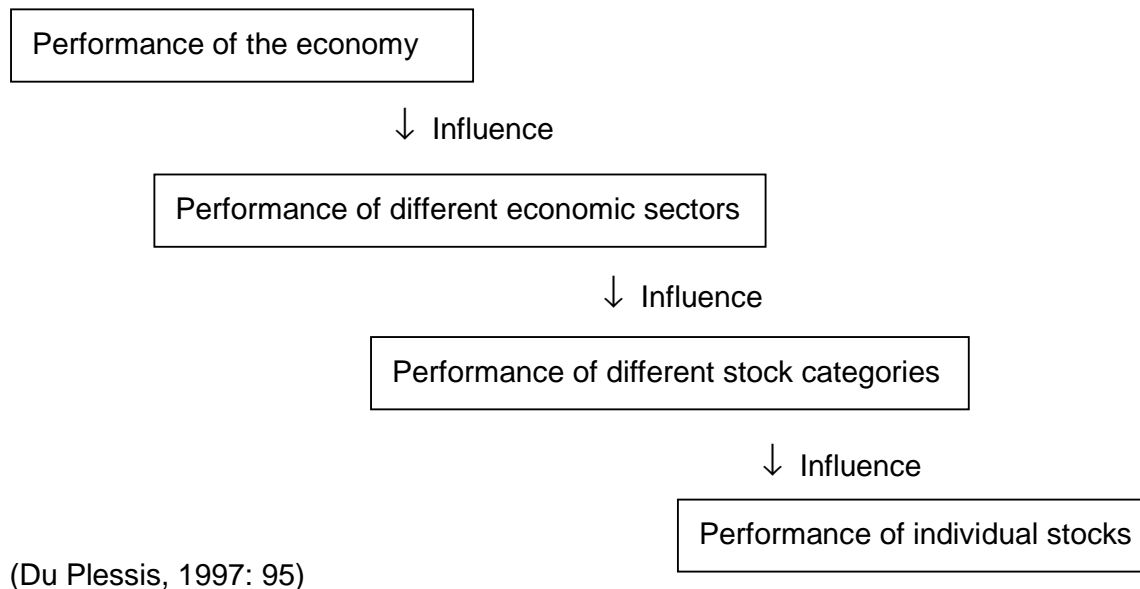 Performance of the economy
↓ Influence
Performance of different economic sectors
↓ Influence
Performance of different stock categories
↓ Influence
Performance of individual stocks
(Du Plessis, 1997: 95)